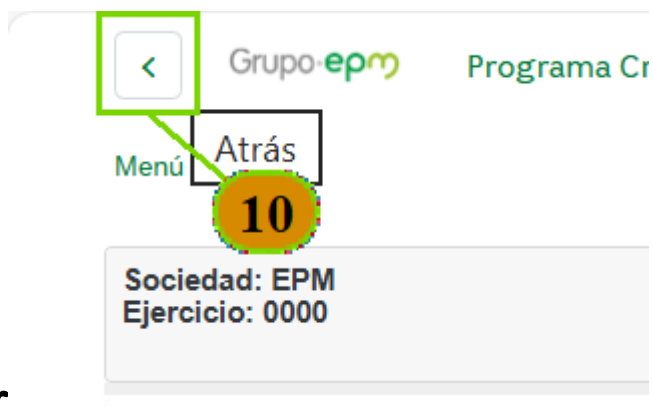 < Grupo·epm Programa Cr
Menú Atrás
10
Sociedad: EPM
Ejercicio: 0000